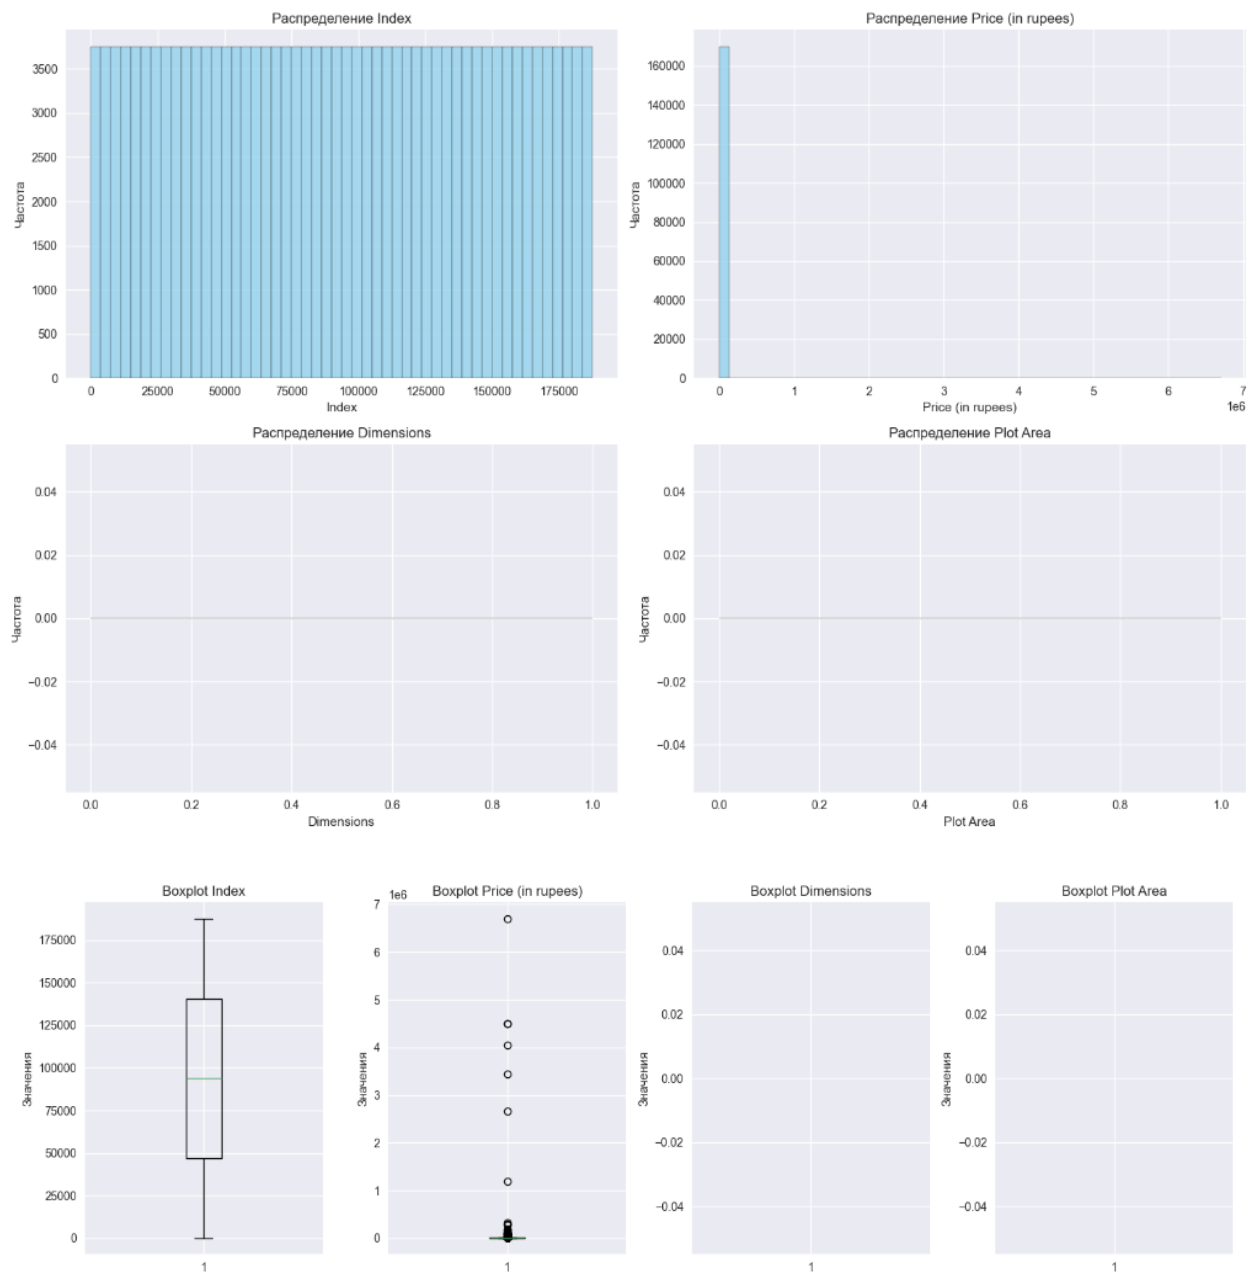 Распределение Index
Частота
3500
3000
2500
2000
1500
1000
500
0
0 25000 50000 75000 100000 125000 150000 175000
Index
Распределение Price (in rupees)
Частота
160000
140000
120000
100000
80000
60000
40000
20000
0
0 1 2 3 4 5 6 7
1e6
Price (in rupees)
Распределение Dimensions
Частота
0.04
0.02
0.00
−0.02
−0.04
0.0 0.2 0.4 0.6 0.8 1.0
Dimensions
Распределение Plot Area
Частота
0.04
0.02
0.00
−0.02
−0.04
0.0 0.2 0.4 0.6 0.8 1.0
Plot Area
Boxplot Index
Значения
175000
150000
125000
100000
75000
50000
25000
0
1
1e6
Boxplot Price (in rupees)
Значения
7
6
5
4
3
2
1
0
1
Boxplot Dimensions
Значения
0.04
0.02
0.00
−0.02
−0.04
1
Boxplot Plot Area
Значения
0.04
0.02
0.00
−0.02
−0.04
1